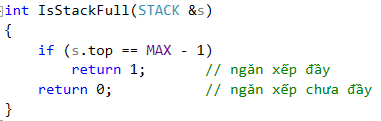 int IsStackFull(STACK &s)
{
    if (s.top == MAX - 1)
        return 1;       // ngăn xếp đầy
    return 0;           // ngăn xếp chưa đầy
}